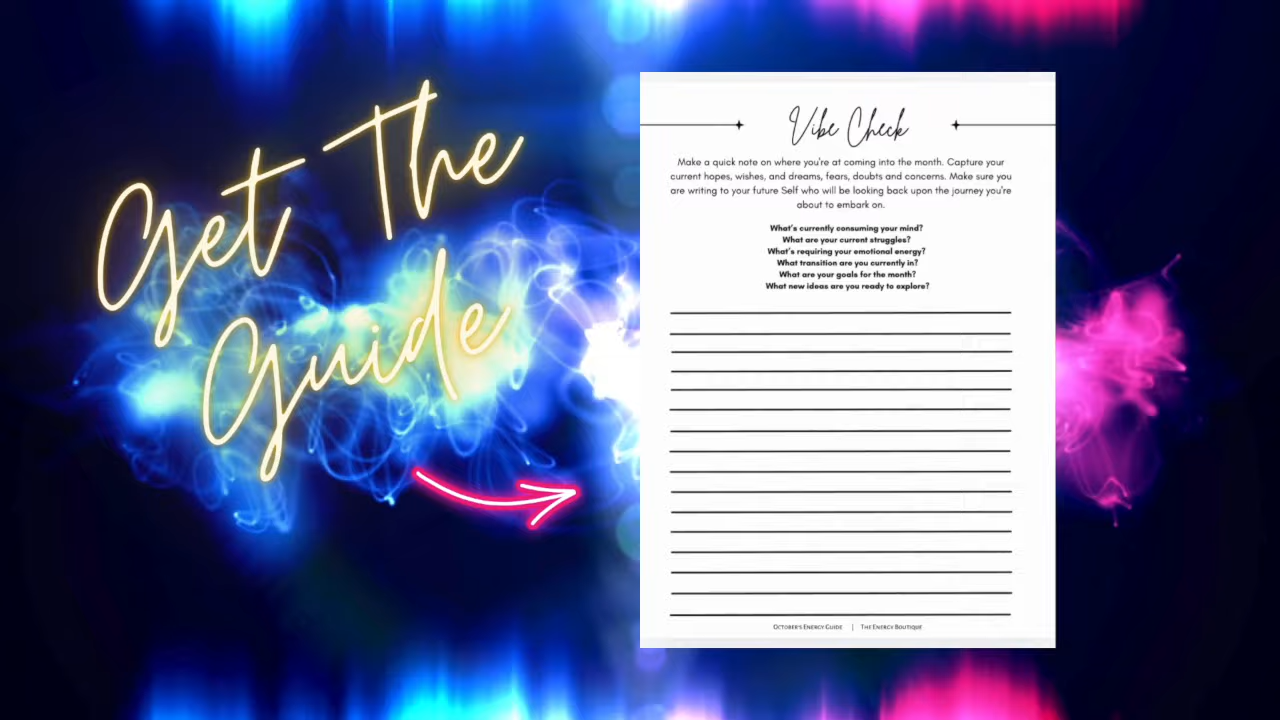 Get The
Guide
Vibe Check
Make a quick note on where you're at coming into the month. Capture your
current hopes, wishes, and dreams, fears, doubts and concerns. Make sure you
are writing to your future Self who will be looking back upon the journey you're
about to embark on.
What's currently consuming your mind?
What are your current struggles?
What's requiring your emotional energy?
What transition are you currently in?
What are your goals for the month?
What new ideas are you ready to explore?
October's Energy Guide | The Energy Boutique